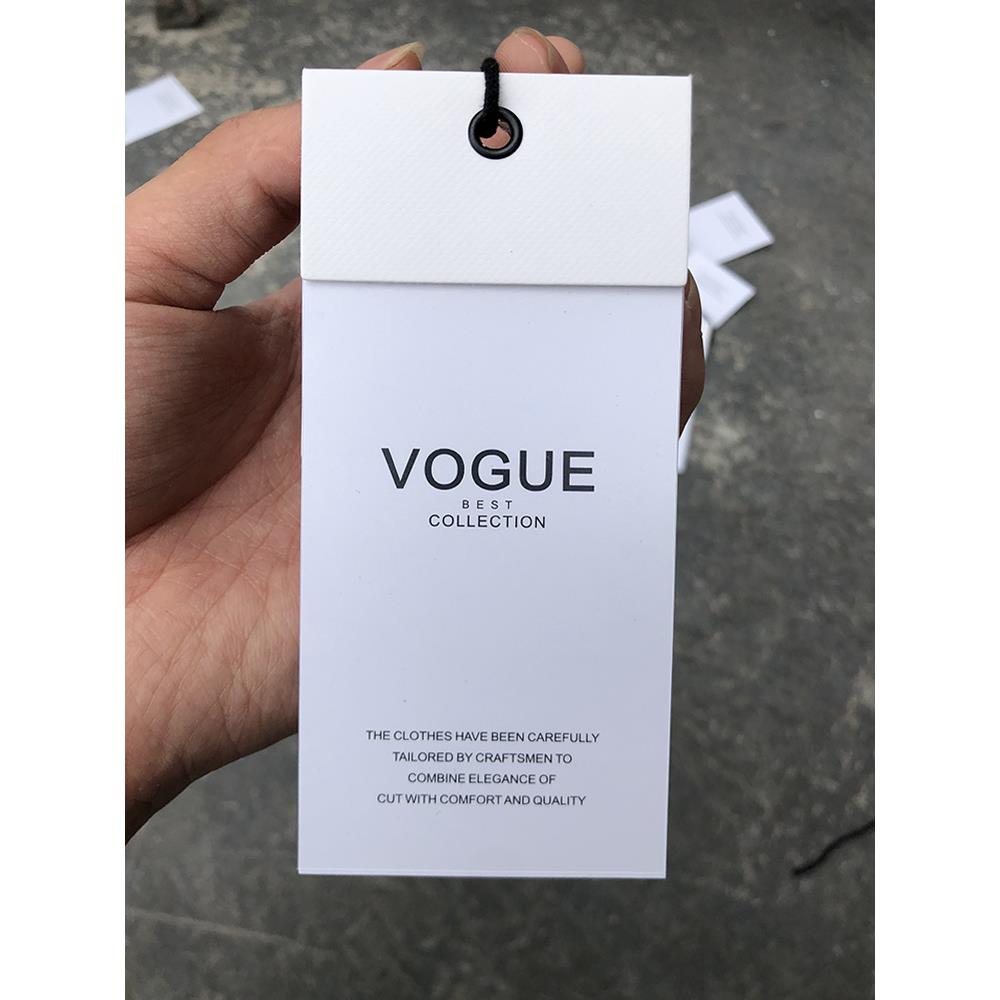 VOGUE
BEST
COLLECTION
THE CLOTHES HAVE BEEN CAREFULLY
TAILORED BY CRAFTSMEN TO
COMBINE ELEGANCE OF
CUT WITH COMFORT AND QUALITY